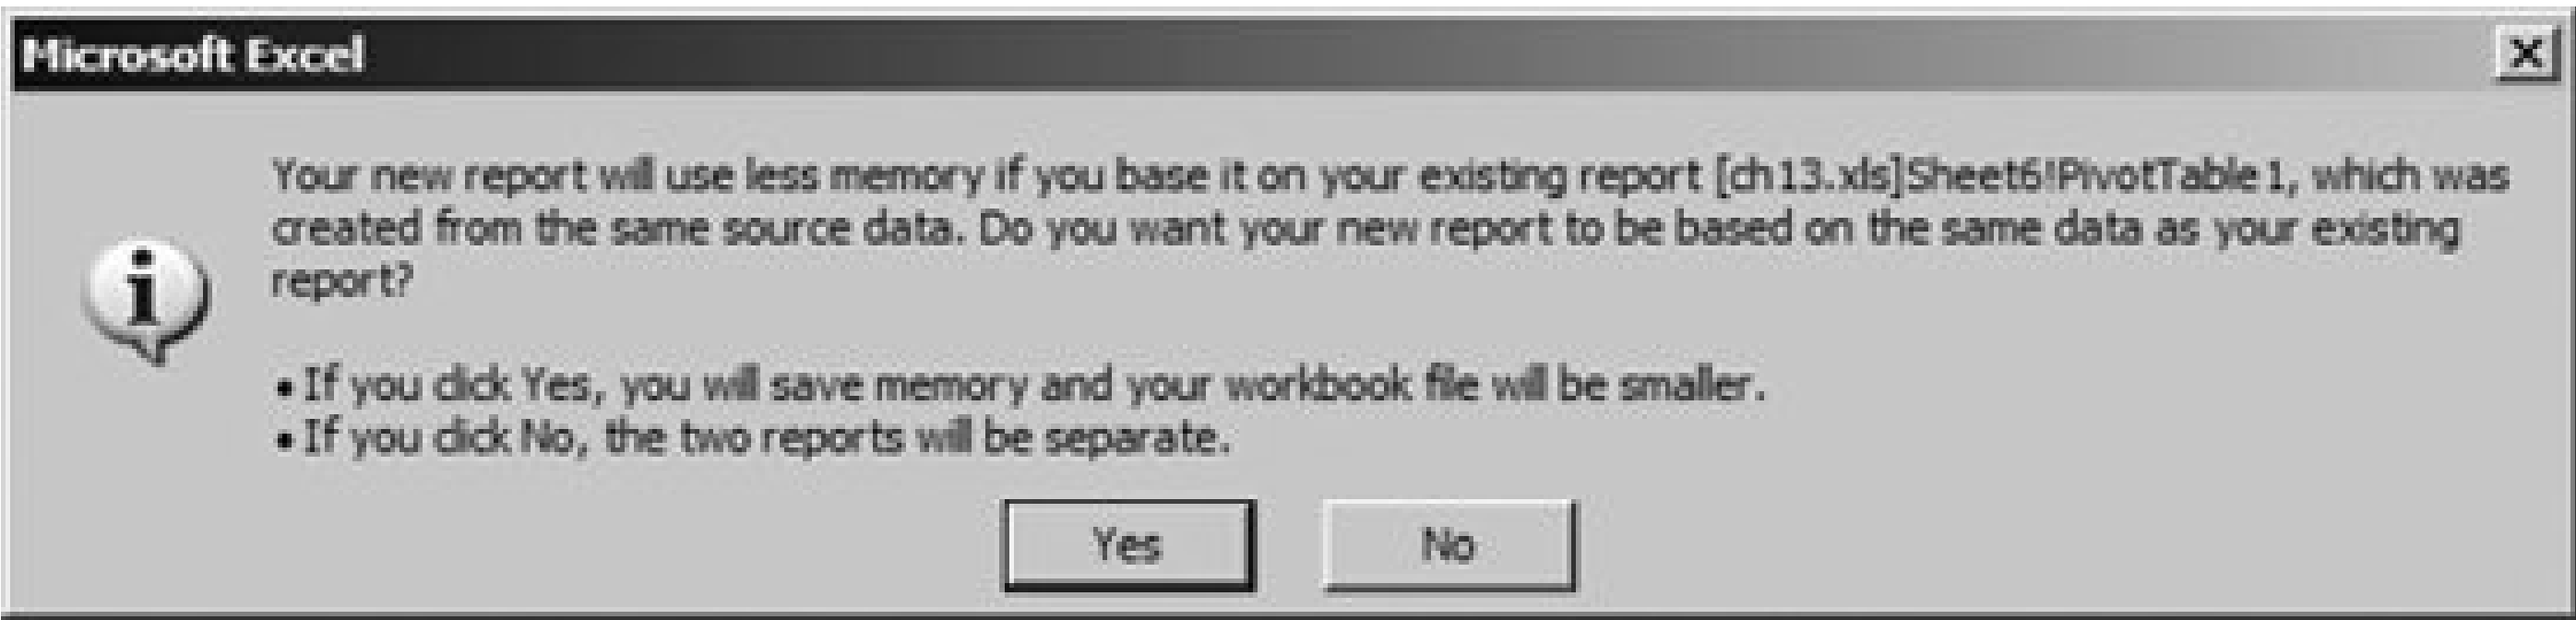 Microsoft Excel
Your new report will use less memory if you base it on your existing report [ch13.xls]Sheet6!PivotTable1, which was
created from the same source data. Do you want your new report to be based on the same data as your existing
report?
• If you click Yes, you will save memory and your workbook file will be smaller.
• If you click No, the two reports will be separate.
Yes No